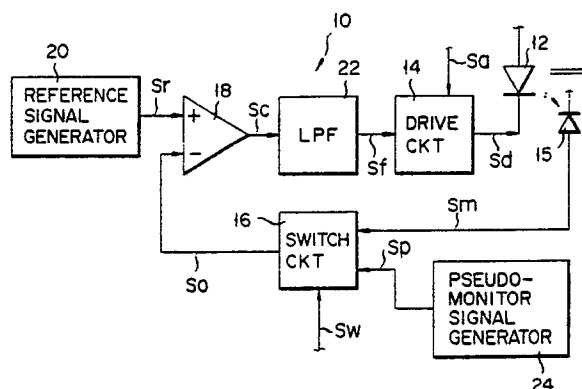 10
20
REFERENCE
SIGNAL
GENERATOR
Sr
+
-
18
Sc
22
LPF
Sf
14
DRIVE
CKT
Sa
Sd
12
15
16
SWITCH
CKT
Sm
Sp
So
Sw
PSEUDO-
MONITOR
SIGNAL
GENERATOR
24